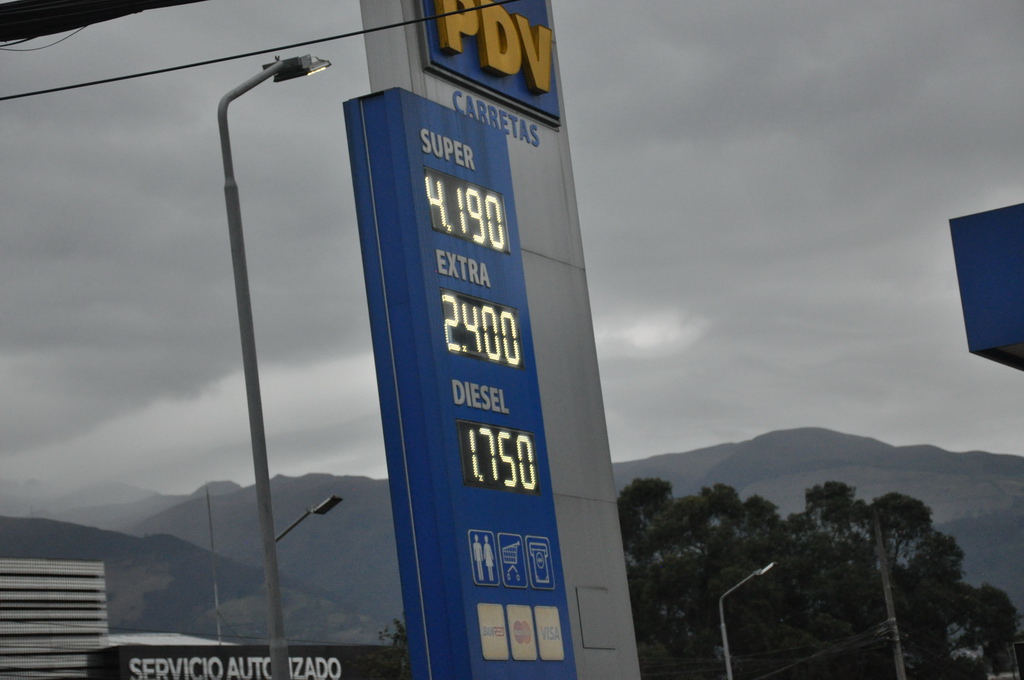 PDV
CARRETAS
SUPER
4.190
EXTRA
2.400
DIESEL
1.750
VISA
SERVICIO AUTORIZADO